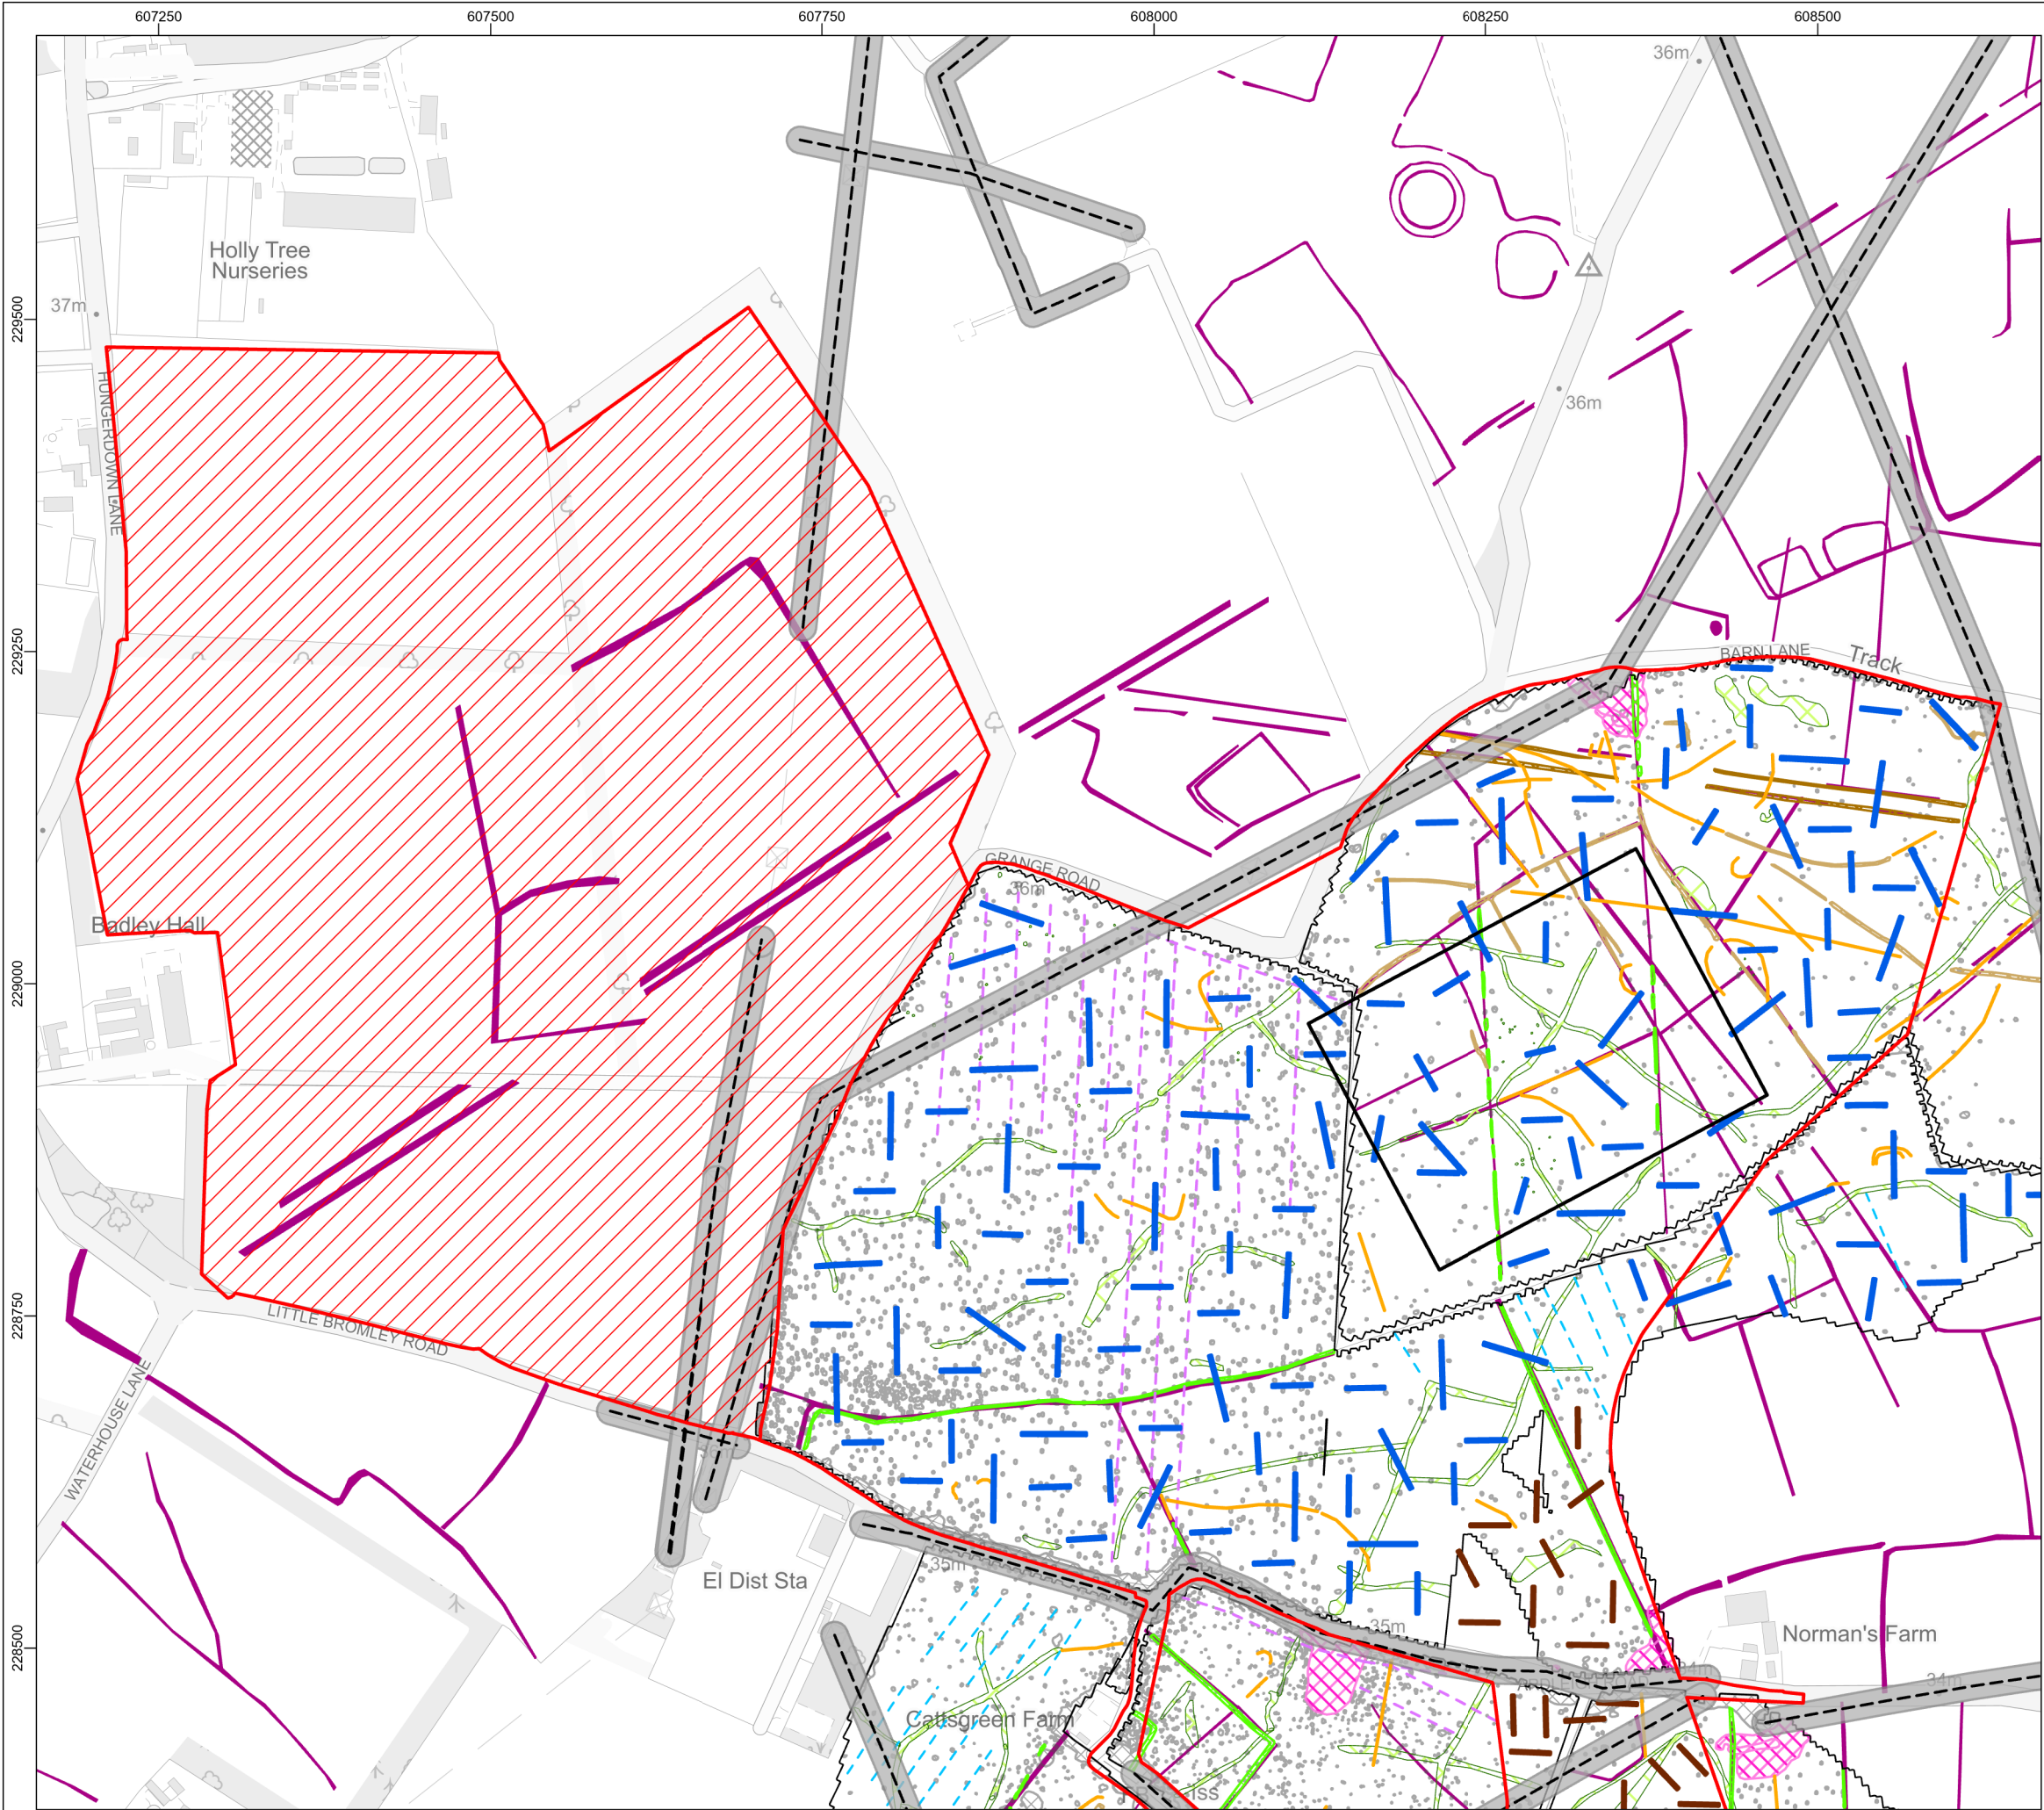 607250
607500
607750
608000
608250
608500
36m
Holly Tree
Nurseries
37m
229500
36m
HUNGERDOWN LANE
229250
BARN LANE
Track
GRANGE ROAD
36m
Badley Hall
229000
228750
LITTLE BROMLEY ROAD
WATERHOUSE LANE
El Dist Sta
35m
35m
228500
Norman's Farm
34m
34m
Cattsgreen Farm